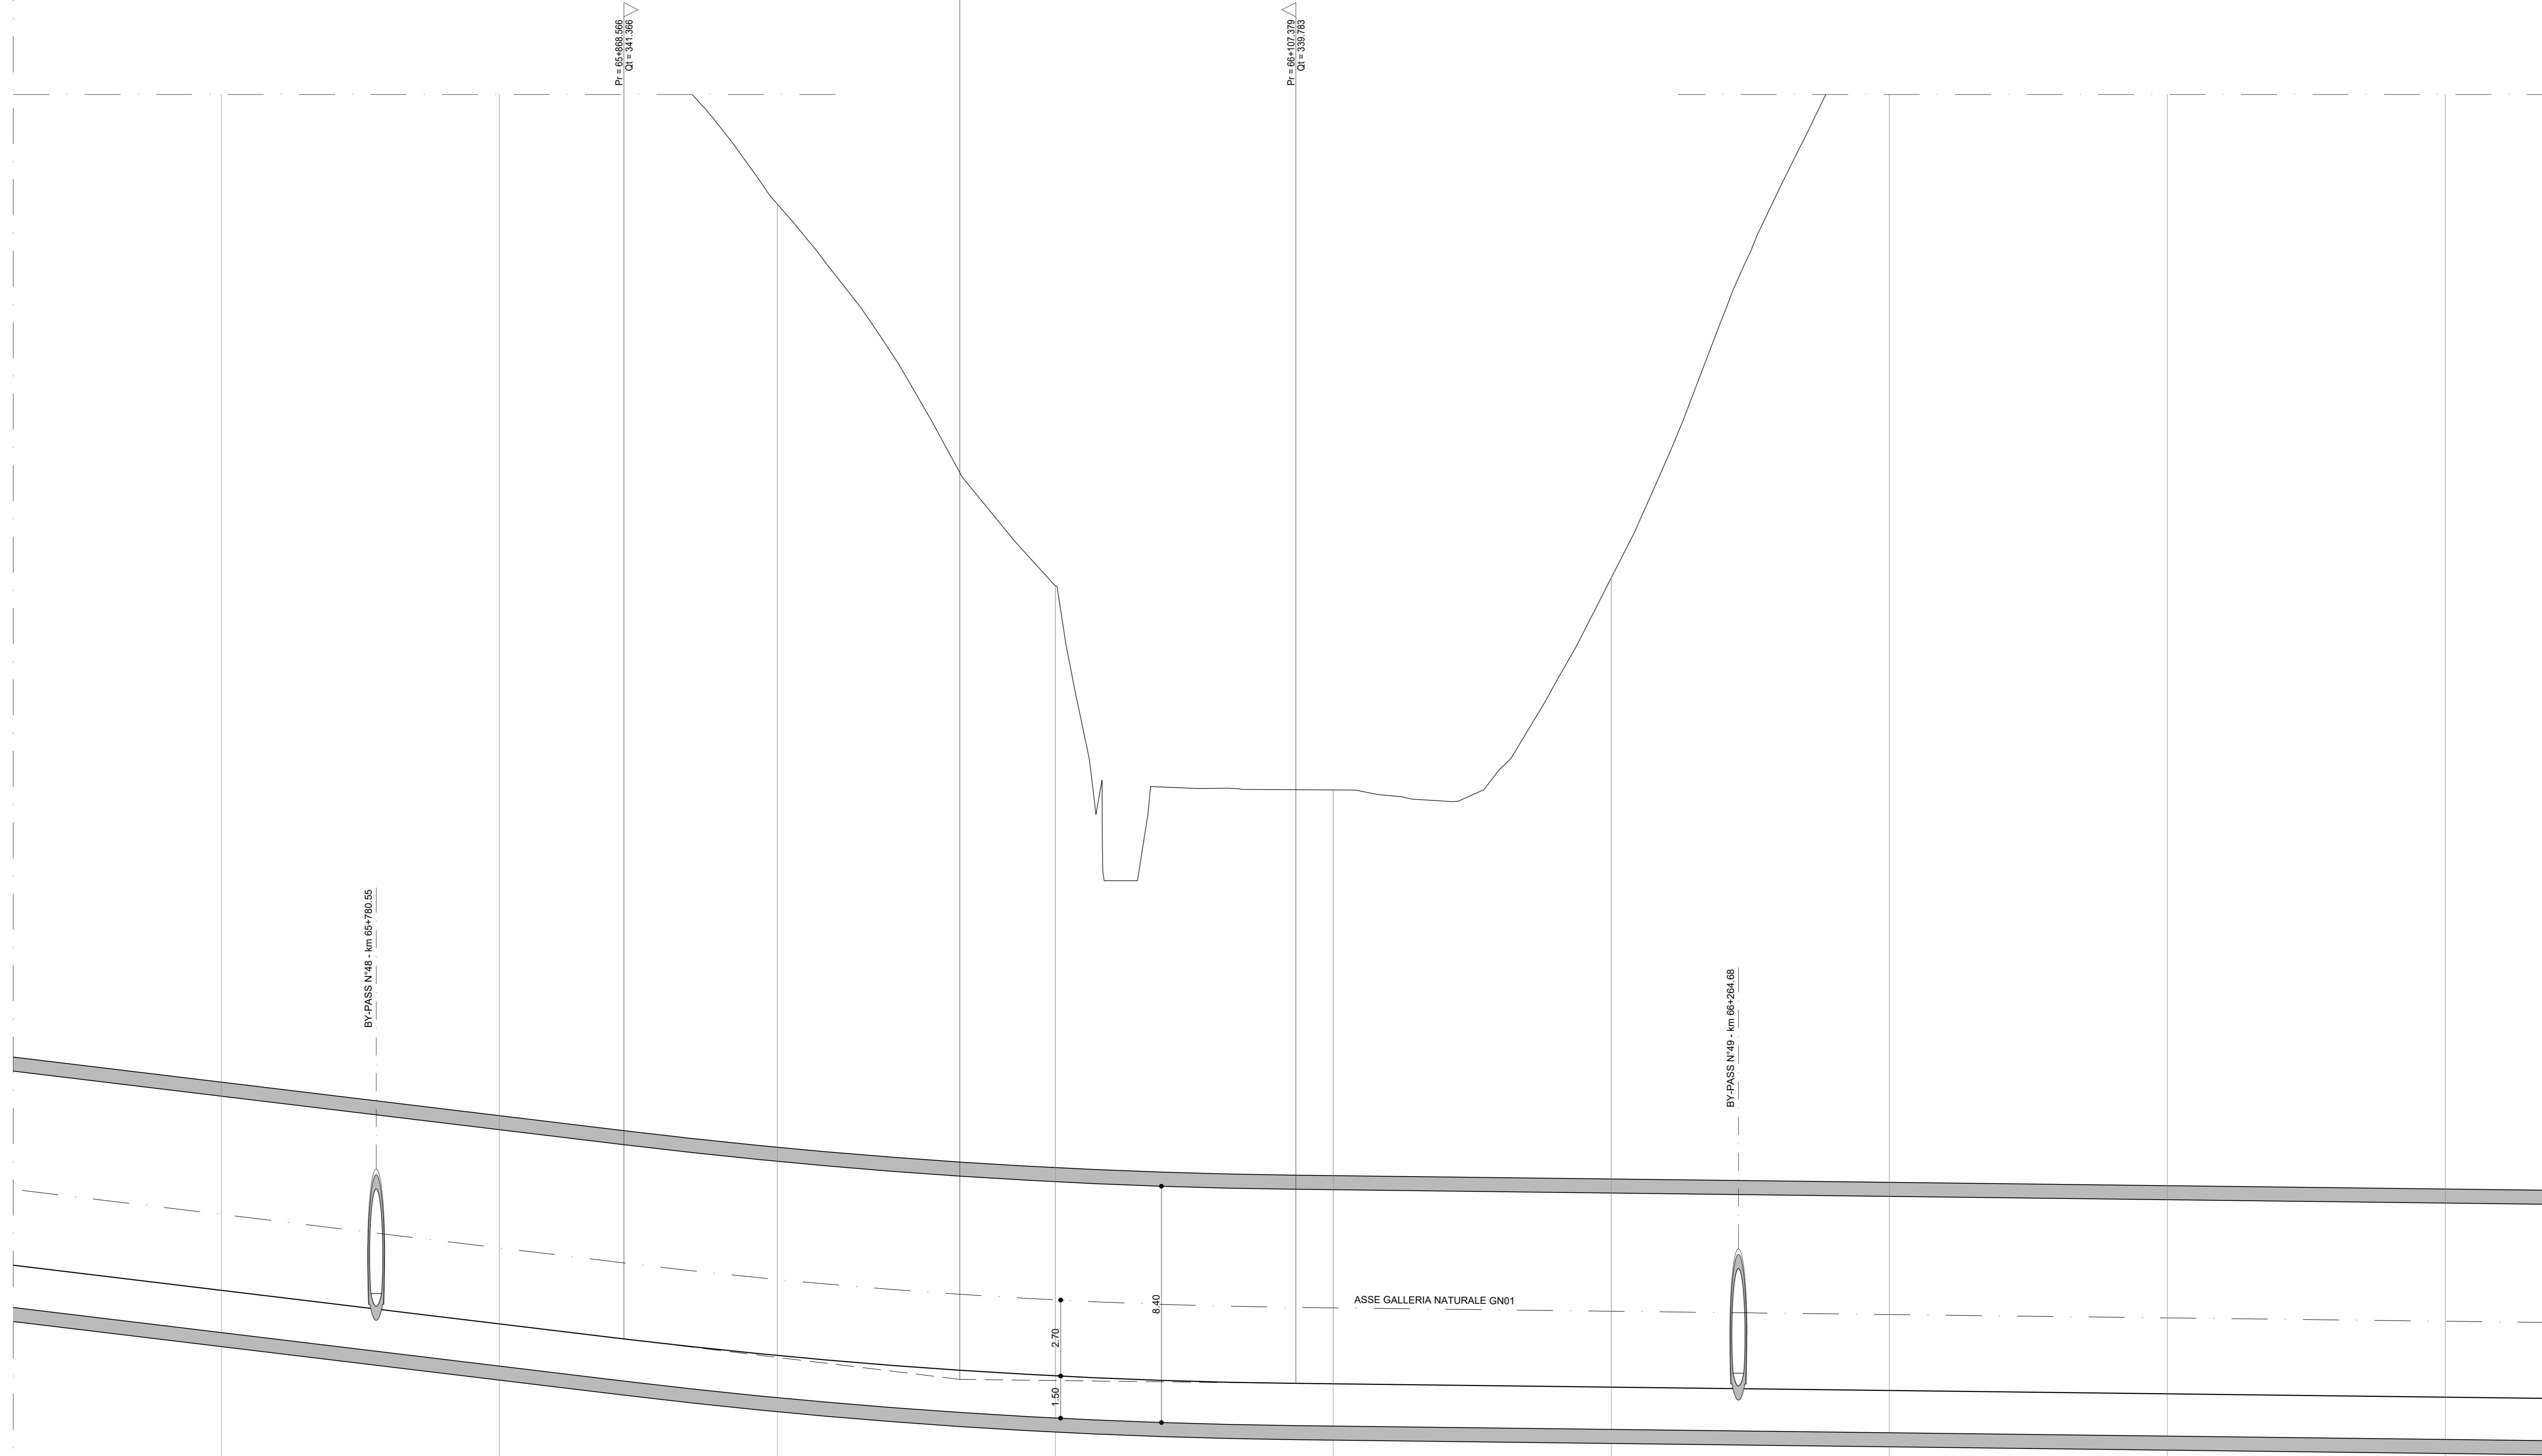 Pr = 65+868.566
Qt = 341.366
Pr = 66+107.379
Qt = 339.783
BY-PASS N°48 - km 65+780.55
BY-PASS N°49 - km 66+264.68
ASSE GALLERIA NATURALE GN01
8.40
2.70
1.50